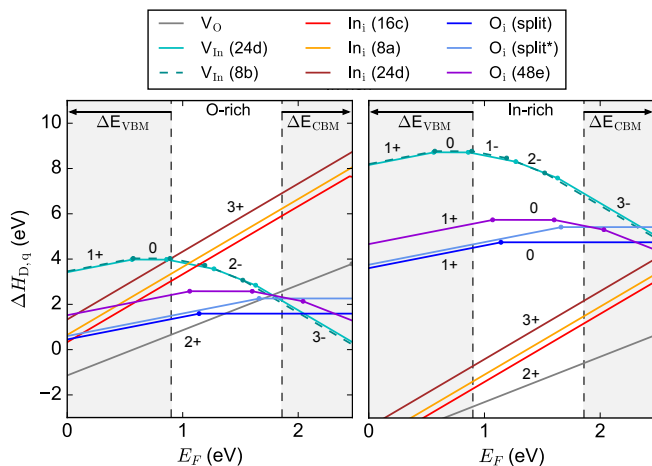 V_O In_i (16c) O_i (split)
V_In (24d) In_i (8a) O_i (split*)
V_In (8b) In_i (24d) O_i (48e)
O-rich In-rich
ΔE_VBM ΔE_CBM ΔE_VBM ΔE_CBM
1+ 0 1- 2- 3-
1+ 0 3+ 2- 2+ 3-
1+ 0 1+ 0 3+ 2+
ΔH_D,q (eV)
10
8
6
4
2
0
−2
0 1 2 0 1 2
E_F (eV) E_F (eV)